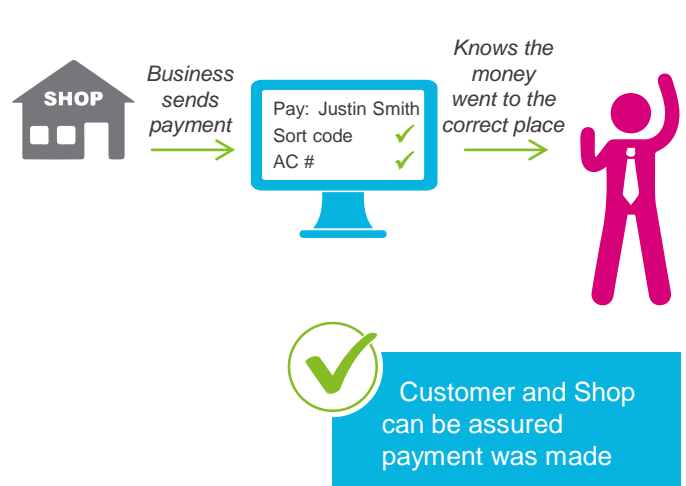 SHOP
Business
sends
payment
Pay: Justin Smith
Sort code
AC #
Knows the
money
went to the
correct place
Customer and Shop
can be assured
payment was made